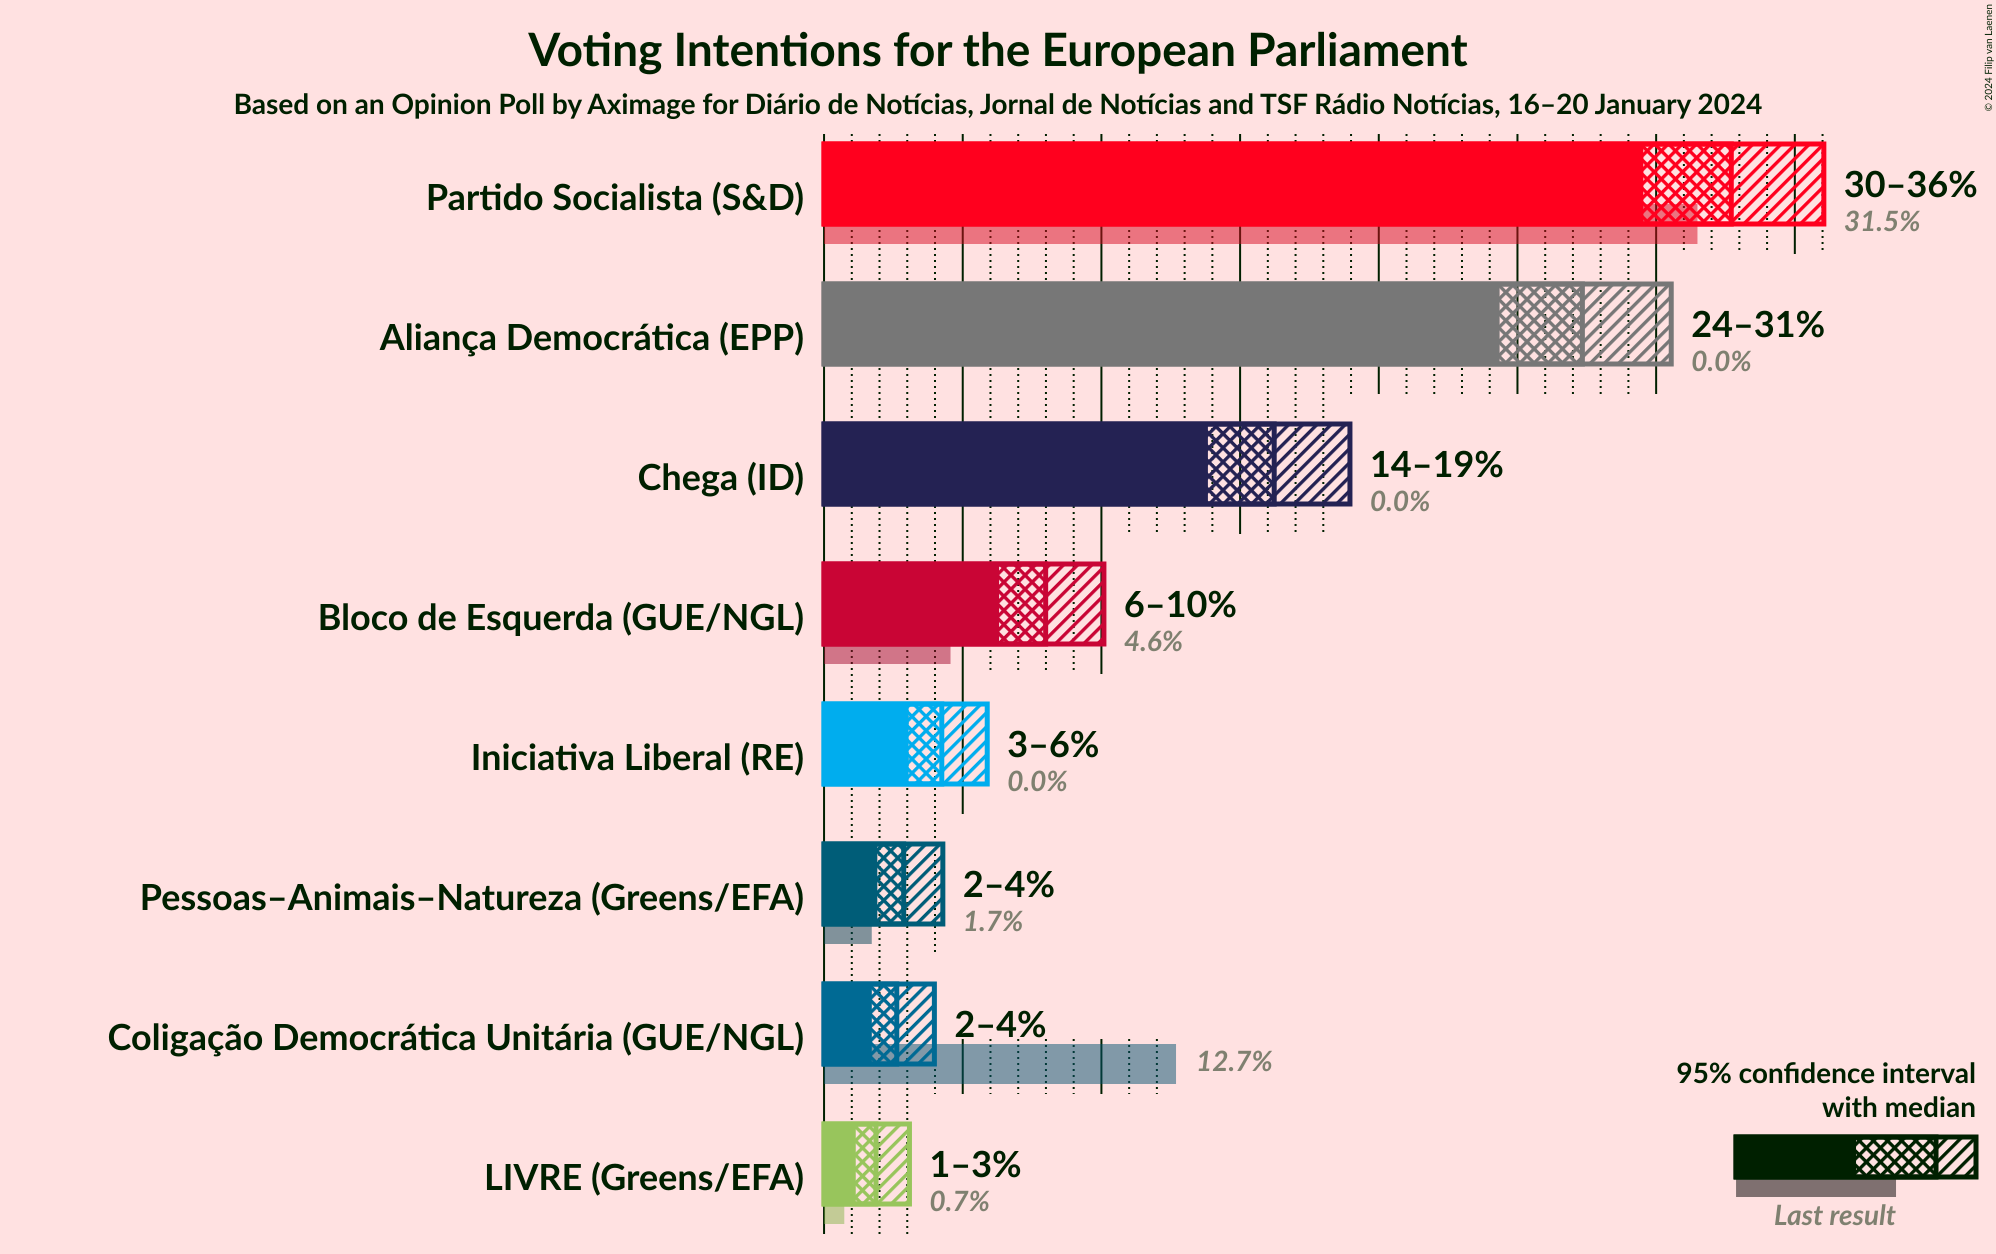 Voting Intentions for the European Parliament
Based on an Opinion Poll by Aximage for Diário de Notícias, Jornal de Notícias and TSF Rádio Notícias, 16–20 January 2024
© 2024 Filip van Laenen
Partido Socialista (S&D)
30–36%
31.5%
Aliança Democrática (EPP)
24–31%
0.0%
Chega (ID)
14–19%
0.0%
Bloco de Esquerda (GUE/NGL)
6–10%
4.6%
Iniciativa Liberal (RE)
3–6%
0.0%
Pessoas–Animais–Natureza (Greens/EFA)
2–4%
1.7%
Coligação Democrática Unitária (GUE/NGL)
2–4%
12.7%
LIVRE (Greens/EFA)
1–3%
0.7%
95% confidence interval
with median
Last result